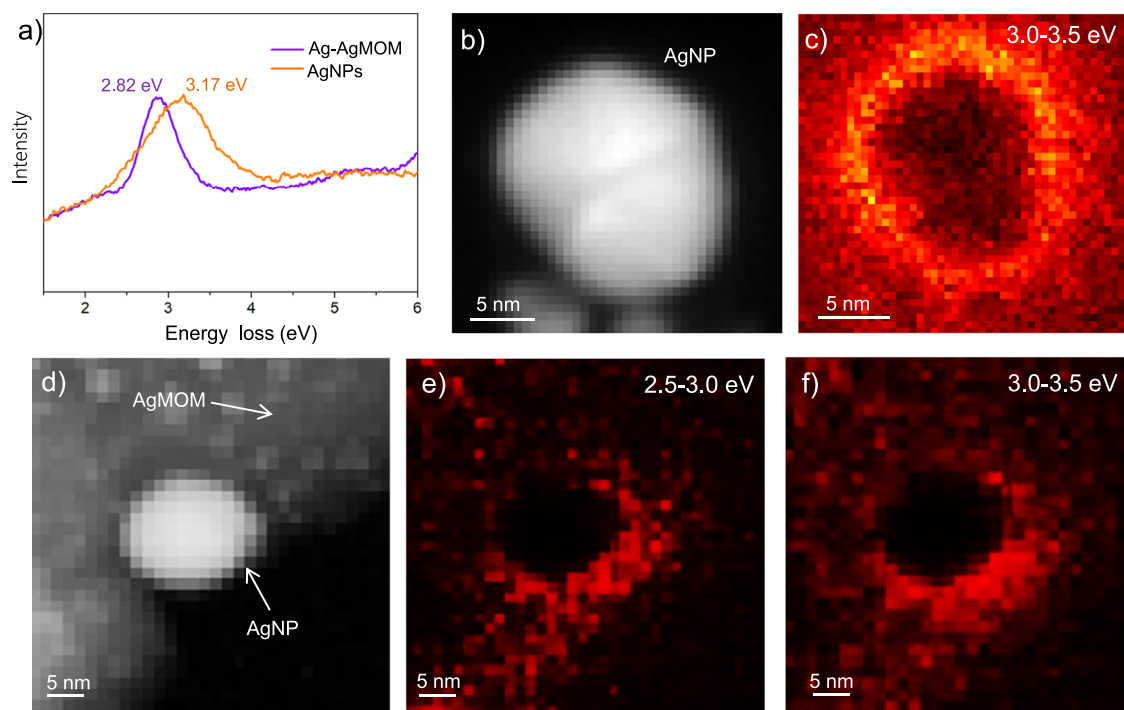 a)
Ag-AgMOM
AgNPs
2.82 eV
3.17 eV
Intensity
2
3
4
5
6
Energy loss (eV)
b)
AgNP
5 nm
c)
3.0-3.5 eV
5 nm
d)
AgMOM
AgNP
5 nm
e)
2.5-3.0 eV
5 nm
f)
3.0-3.5 eV
5 nm